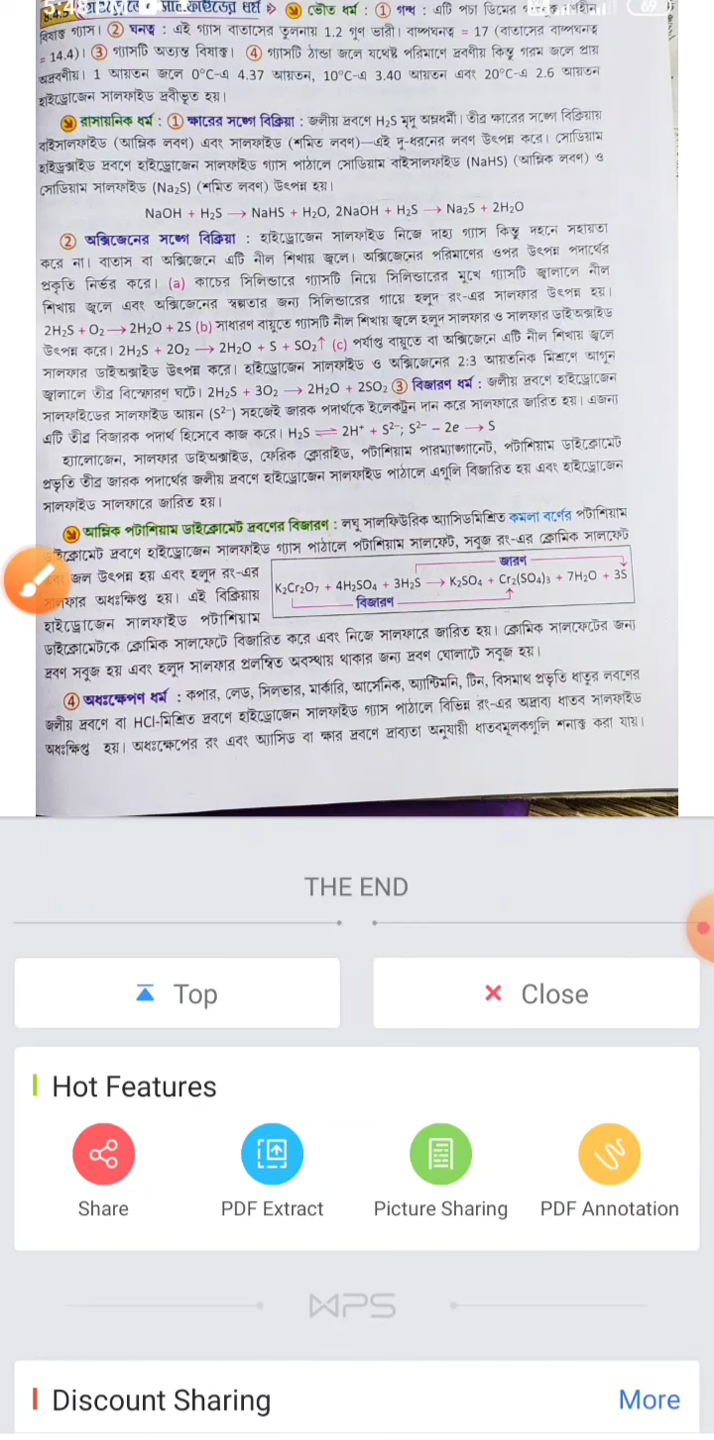 8.4.5 হাইড্রোজেন সালফাইডের ধর্ম ভৌত ধর্ম : ① গন্ধ : এটি পচা ডিমের
বিষাক্ত গ্যাস। ② ঘনত্ব : এই গ্যাস বাতাসের তুলনায় 1.2 গুণ ভারী। বাষ্পঘনত্ব = 17 (বাতাসের বাষ্পঘনত্ব
= 14.4)। ③ গ্যাসটি অত্যন্ত বিষাক্ত। ④ গ্যাসটি ঠান্ডা জলে যথেষ্ট পরিমাণে দ্রবণীয় কিন্তু গরম জলে প্রায়
অদ্রবণীয়। 1 আয়তন জলে 0°C-এ 4.37 আয়তন, 10°C-এ 3.40 আয়তন এবং 20°C-এ 2.6 আয়তন
হাইড্রোজেন সালফাইড দ্রবীভূত হয়।
রাসায়নিক ধর্ম : ① ক্ষারের সঙ্গে বিক্রিয়া : জলীয় দ্রবণে H₂S মৃদু অম্লধর্মী। তীব্র ক্ষারের সঙ্গে বিক্রিয়ায়
বাইসালফাইড (আম্লিক লবণ) এবং সালফাইড (শমিত লবণ)—এই দু-ধরনের লবণ উৎপন্ন করে। সোডিয়াম
হাইড্রক্সাইড দ্রবণে হাইড্রোজেন সালফাইড গ্যাস পাঠালে সোডিয়াম বাইসালফাইড (NaHS) (আম্লিক লবণ) ও
সোডিয়াম সালফাইড (Na₂S) (শমিত লবণ) উৎপন্ন হয়।
NaOH + H₂S → NaHS + H₂O, 2NaOH + H₂S → Na₂S + 2H₂O
② অক্সিজেনের সঙ্গে বিক্রিয়া : হাইড্রোজেন সালফাইড নিজে দাহ্য গ্যাস কিন্তু দহনে সহায়তা
করে না। বাতাস বা অক্সিজেনে এটি নীল শিখায় জ্বলে। অক্সিজেনের পরিমাণের ওপর উৎপন্ন পদার্থের
প্রকৃতি নির্ভর করে। (a) কাচের সিলিন্ডারে গ্যাসটি নিয়ে সিলিন্ডারের মুখে গ্যাসটি জ্বালালে নীল
শিখায় জ্বলে এবং অক্সিজেনের স্বল্পতার জন্য সিলিন্ডারের গায়ে হলুদ রং-এর সালফার উৎপন্ন হয়।
2H₂S + O₂ → 2H₂O + 2S (b) সাধারণ বায়ুতে গ্যাসটি নীল শিখায় জ্বলে হলুদ সালফার ও সালফার ডাইঅক্সাইড
উৎপন্ন করে। 2H₂S + 2O₂ → 2H₂O + S + SO₂↑ (c) পর্যাপ্ত বায়ুতে বা অক্সিজেনে এটি নীল শিখায় জ্বলে
সালফার ডাইঅক্সাইড উৎপন্ন করে। হাইড্রোজেন সালফাইড ও অক্সিজেনের 2:3 আয়তনিক মিশ্রণে আগুন
জ্বালালে তীব্র বিস্ফোরণ ঘটে। 2H₂S + 3O₂ → 2H₂O + 2SO₂ ③ বিজারণ ধর্ম : জলীয় দ্রবণে হাইড্রোজেন
সালফাইডের সালফাইড আয়ন (S²⁻) সহজেই জারক পদার্থকে ইলেকট্রন দান করে সালফারে জারিত হয়। এজন্য
এটি তীব্র বিজারক পদার্থ হিসেবে কাজ করে। H₂S ⇌ 2H⁺ + S²⁻; S²⁻ − 2e → S
হ্যালোজেন, সালফার ডাইঅক্সাইড, ফেরিক ক্লোরাইড, পটাশিয়াম পারম্যাঙ্গানেট, পটাশিয়াম ডাইক্রোমেট
প্রভৃতি তীব্র জারক পদার্থের জলীয় দ্রবণে হাইড্রোজেন সালফাইড পাঠালে এগুলি বিজারিত হয় এবং হাইড্রোজেন
সালফাইড সালফারে জারিত হয়।
আম্লিক পটাশিয়াম ডাইক্রোমেট দ্রবণের বিজারণ : লঘু সালফিউরিক অ্যাসিডমিশ্রিত কমলা বর্ণের পটাশিয়াম
ডাইক্রোমেট দ্রবণে হাইড্রোজেন সালফাইড গ্যাস পাঠালে পটাশিয়াম সালফেট, সবুজ রং-এর ক্রোমিক সালফেট
এবং জল উৎপন্ন হয় এবং হলুদ রং-এর
সালফার অধঃক্ষিপ্ত হয়। এই বিক্রিয়ায়
হাইড্রোজেন সালফাইড পটাশিয়াম
জারণ
K₂Cr₂O₇ + 4H₂SO₄ + 3H₂S → K₂SO₄ + Cr₂(SO₄)₃ + 7H₂O + 3S
বিজারণ
ডাইক্রোমেটকে ক্রোমিক সালফেটে বিজারিত করে এবং নিজে সালফারে জারিত হয়। ক্রোমিক সালফেটের জন্য
দ্রবণ সবুজ হয় এবং হলুদ সালফার প্রলম্বিত অবস্থায় থাকার জন্য দ্রবণ ঘোলাটে সবুজ হয়।
④ অধঃক্ষেপণ ধর্ম : কপার, লেড, সিলভার, মার্কারি, আর্সেনিক, অ্যান্টিমনি, টিন, বিসমাথ প্রভৃতি ধাতুর লবণের
জলীয় দ্রবণে বা HCl-মিশ্রিত দ্রবণে হাইড্রোজেন সালফাইড গ্যাস পাঠালে বিভিন্ন রং-এর অদ্রাব্য ধাতব সালফাইড
অধঃক্ষিপ্ত হয়। অধঃক্ষেপের রং এবং অ্যাসিড বা ক্ষার দ্রবণে দ্রাব্যতা অনুযায়ী ধাতবমূলকগুলি শনাক্ত করা যায়।
THE END
Top
Close
Hot Features
Share
PDF Extract
Picture Sharing
PDF Annotation
WPS
Discount Sharing
More